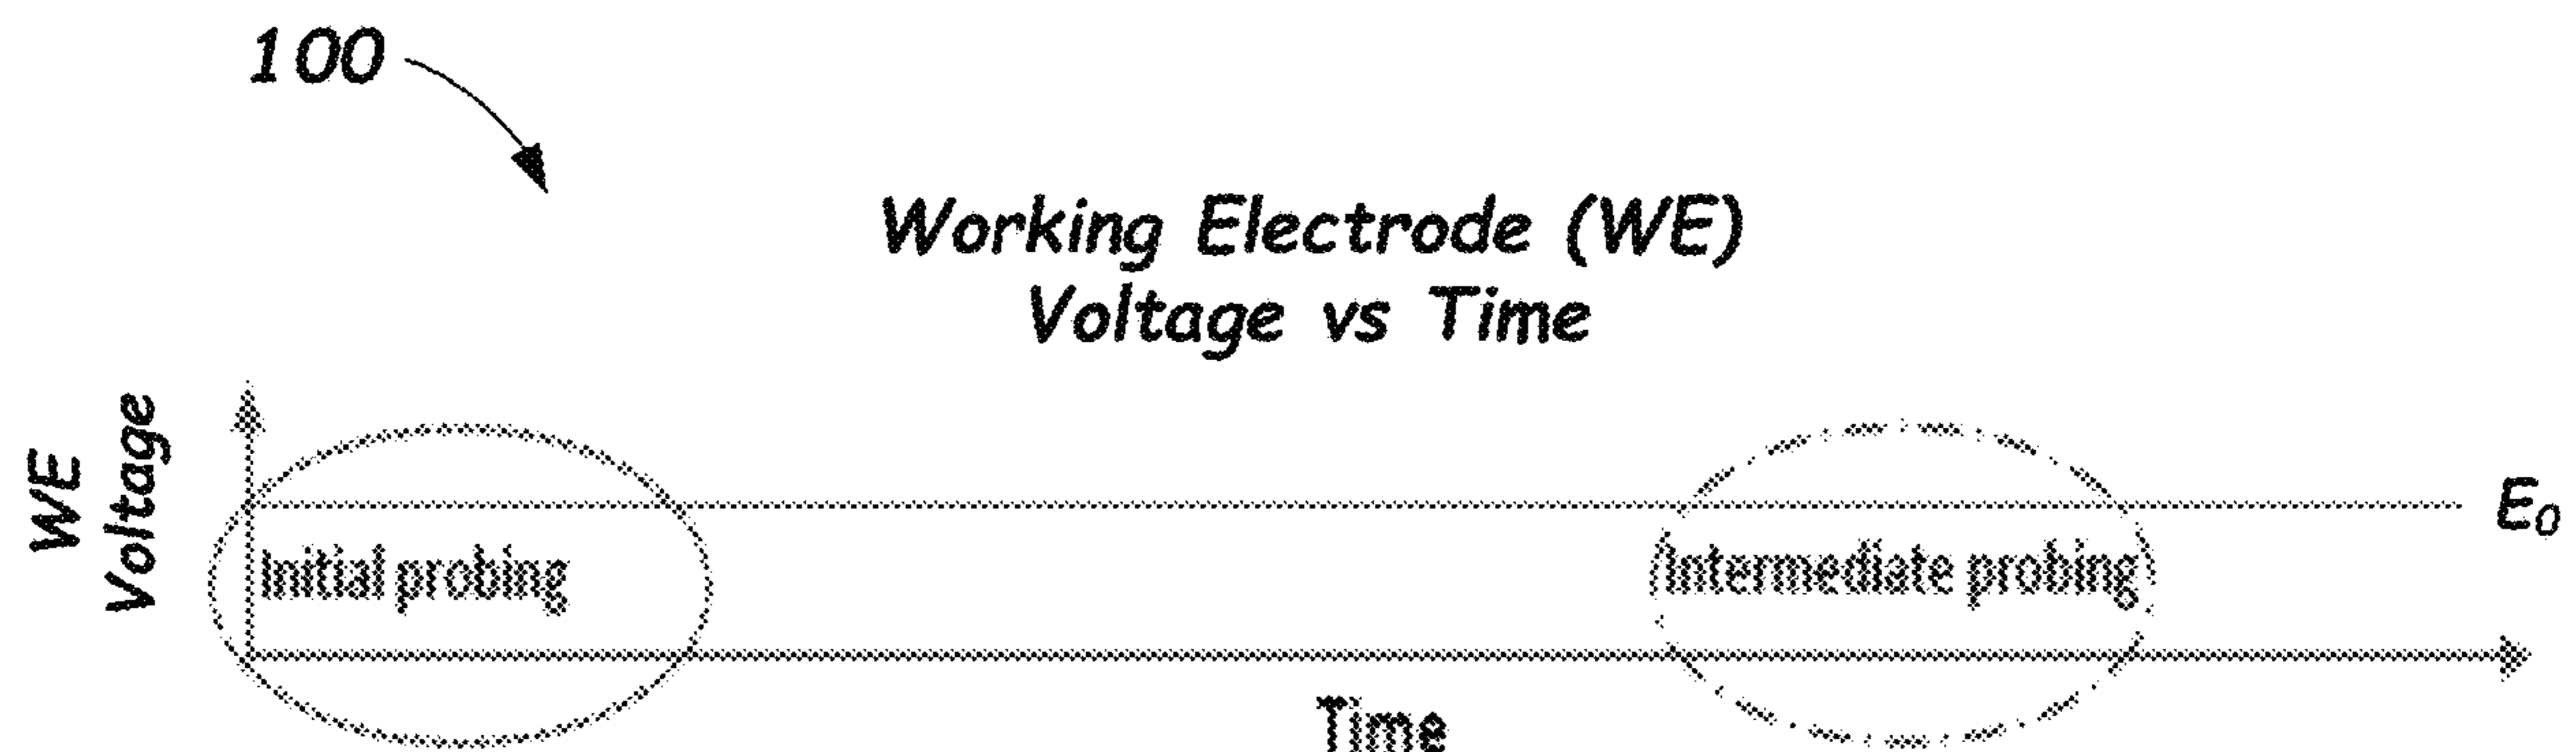 100
Working Electrode (WE)
Voltage vs Time
WE
Voltage
E₀
Initial probing
Intermediate probing
Time